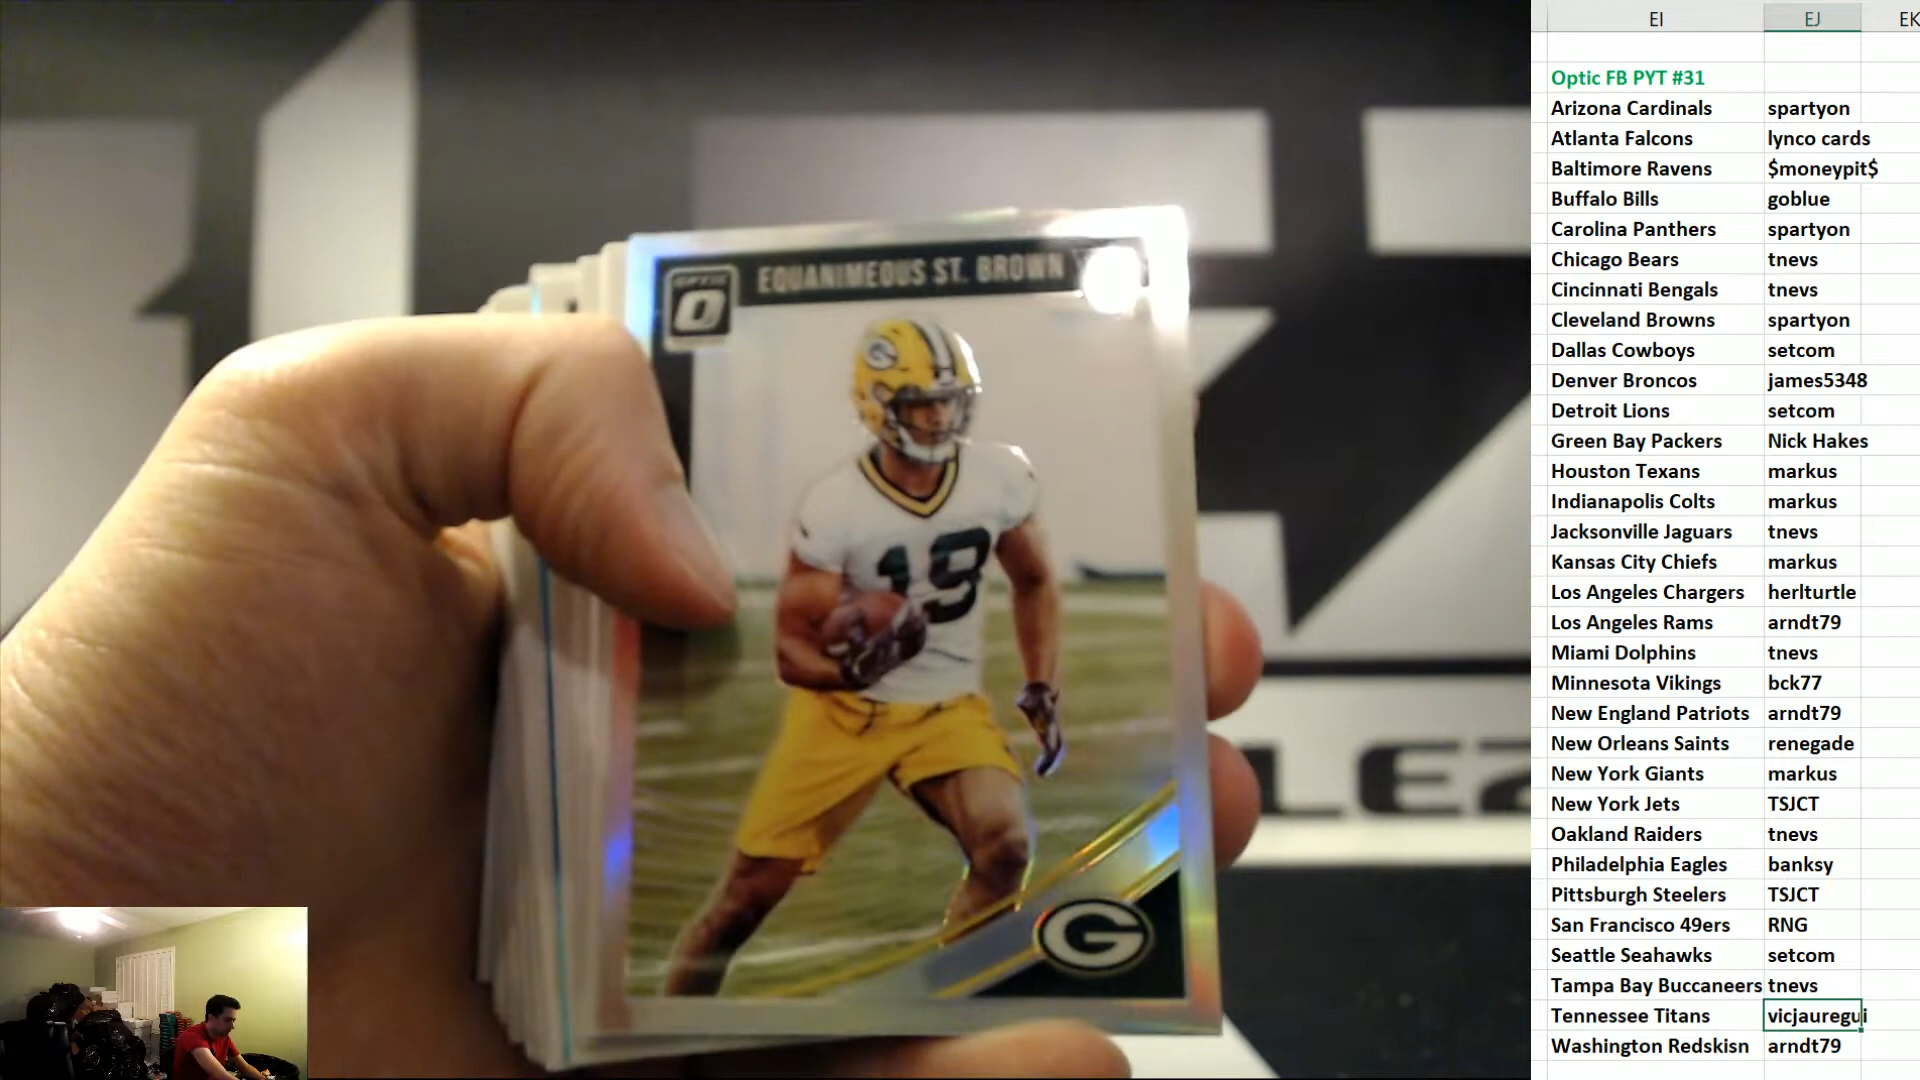 OPTIC
O
EQUANIMEOUS ST. BROWN
G
19
G
LEZ
EI EJ EK
Optic FB PYT #31
Arizona Cardinals spartyon
Atlanta Falcons lynco cards
Baltimore Ravens $moneypit$
Buffalo Bills goblue
Carolina Panthers spartyon
Chicago Bears tnevs
Cincinnati Bengals tnevs
Cleveland Browns spartyon
Dallas Cowboys setcom
Denver Broncos james5348
Detroit Lions setcom
Green Bay Packers Nick Hakes
Houston Texans markus
Indianapolis Colts markus
Jacksonville Jaguars tnevs
Kansas City Chiefs markus
Los Angeles Chargers herlturtle
Los Angeles Rams arndt79
Miami Dolphins tnevs
Minnesota Vikings bck77
New England Patriots arndt79
New Orleans Saints renegade
New York Giants markus
New York Jets TSJCT
Oakland Raiders tnevs
Philadelphia Eagles banksy
Pittsburgh Steelers TSJCT
San Francisco 49ers RNG
Seattle Seahawks setcom
Tampa Bay Buccaneers tnevs
Tennessee Titans vicjauregui
Washington Redskisn arndt79